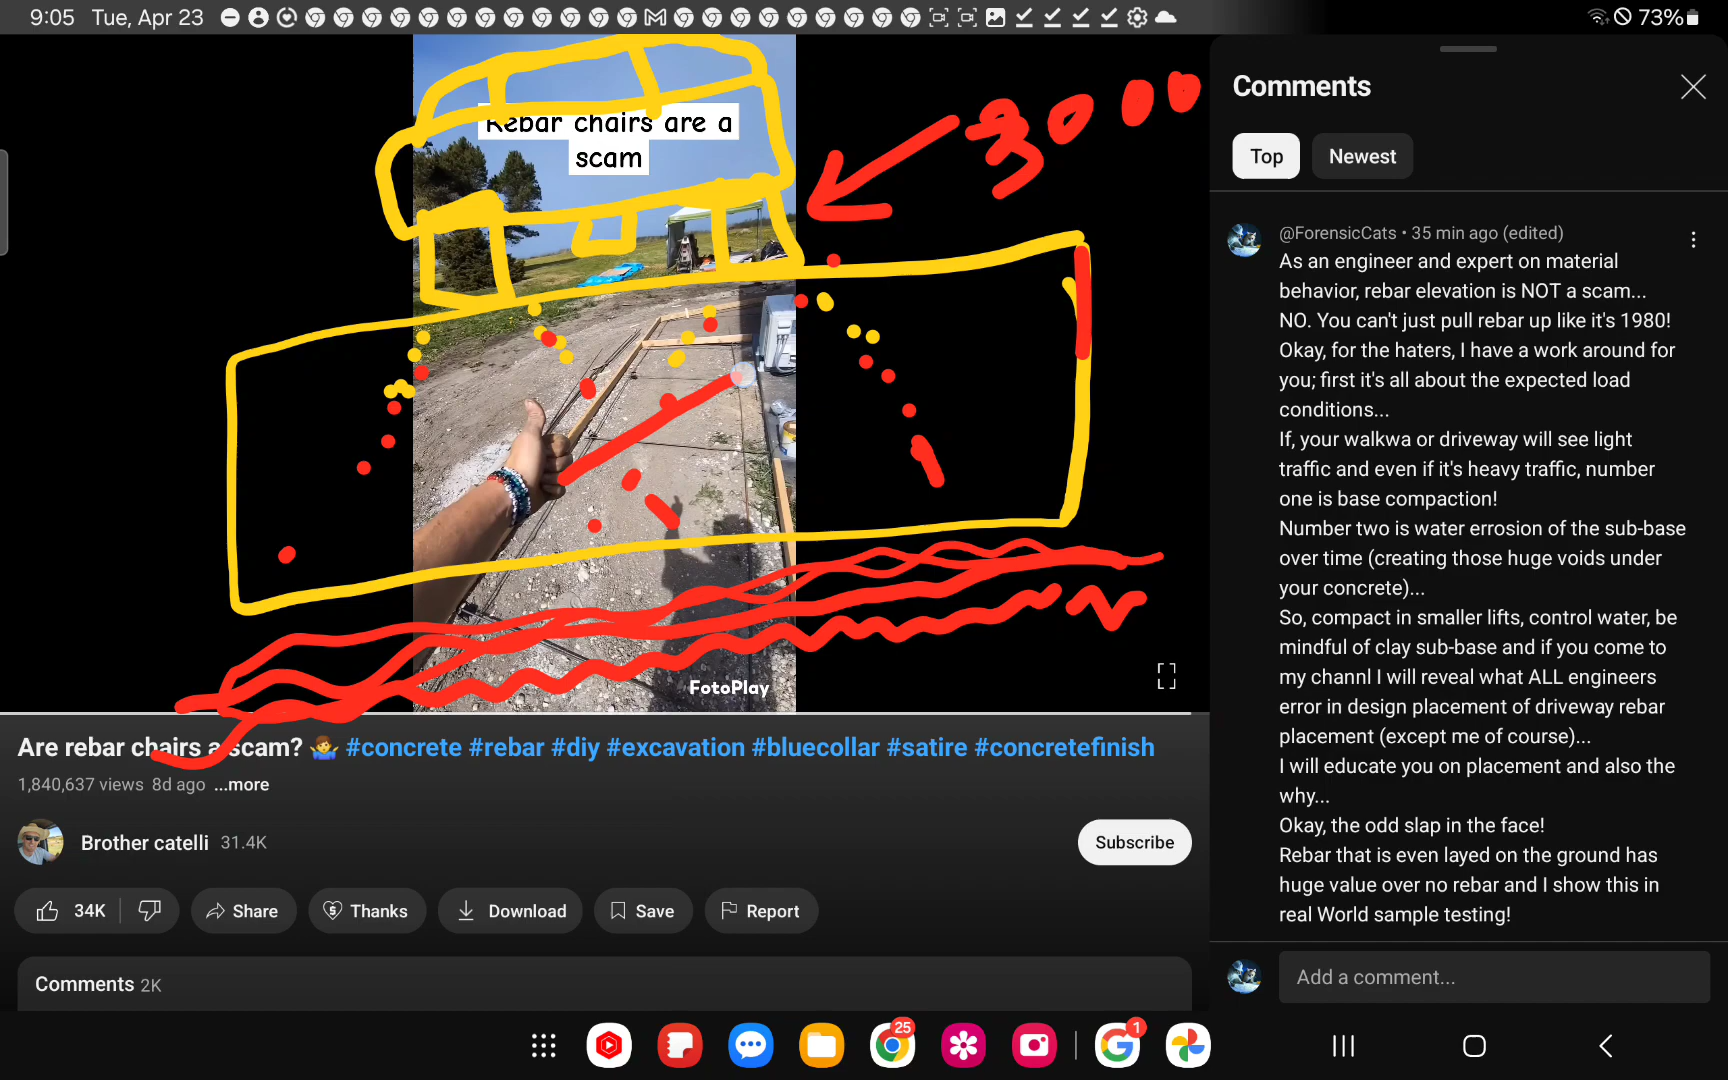 9:05 Tue, Apr 23
73%
Rebar chairs are a
scam
3000
FotoPlay
Are rebar chairs a scam? 🤷 #concrete #rebar #diy #excavation #bluecollar #satire #concretefinish
1,840,637 views 8d ago ...more
Brother catelli 31.4K
Subscribe
34K
Share
Thanks
Download
Save
Report
Comments 2K
Comments
Top
Newest
@ForensicCats • 35 min ago (edited)
As an engineer and expert on material
behavior, rebar elevation is NOT a scam...
NO. You can't just pull rebar up like it's 1980!
Okay, for the haters, I have a work around for
you; first it's all about the expected load
conditions...
If, your walkwa or driveway will see light
traffic and even if it's heavy traffic, number
one is base compaction!
Number two is water errosion of the sub-base
over time (creating those huge voids under
your concrete)...
So, compact in smaller lifts, control water, be
mindful of clay sub-base and if you come to
my channl I will reveal what ALL engineers
error in design placement of driveway rebar
placement (except me of course)...
I will educate you on placement and also the
why...
Okay, the odd slap in the face!
Rebar that is even layed on the ground has
huge value over no rebar and I show this in
real World sample testing!
Add a comment...
25
1